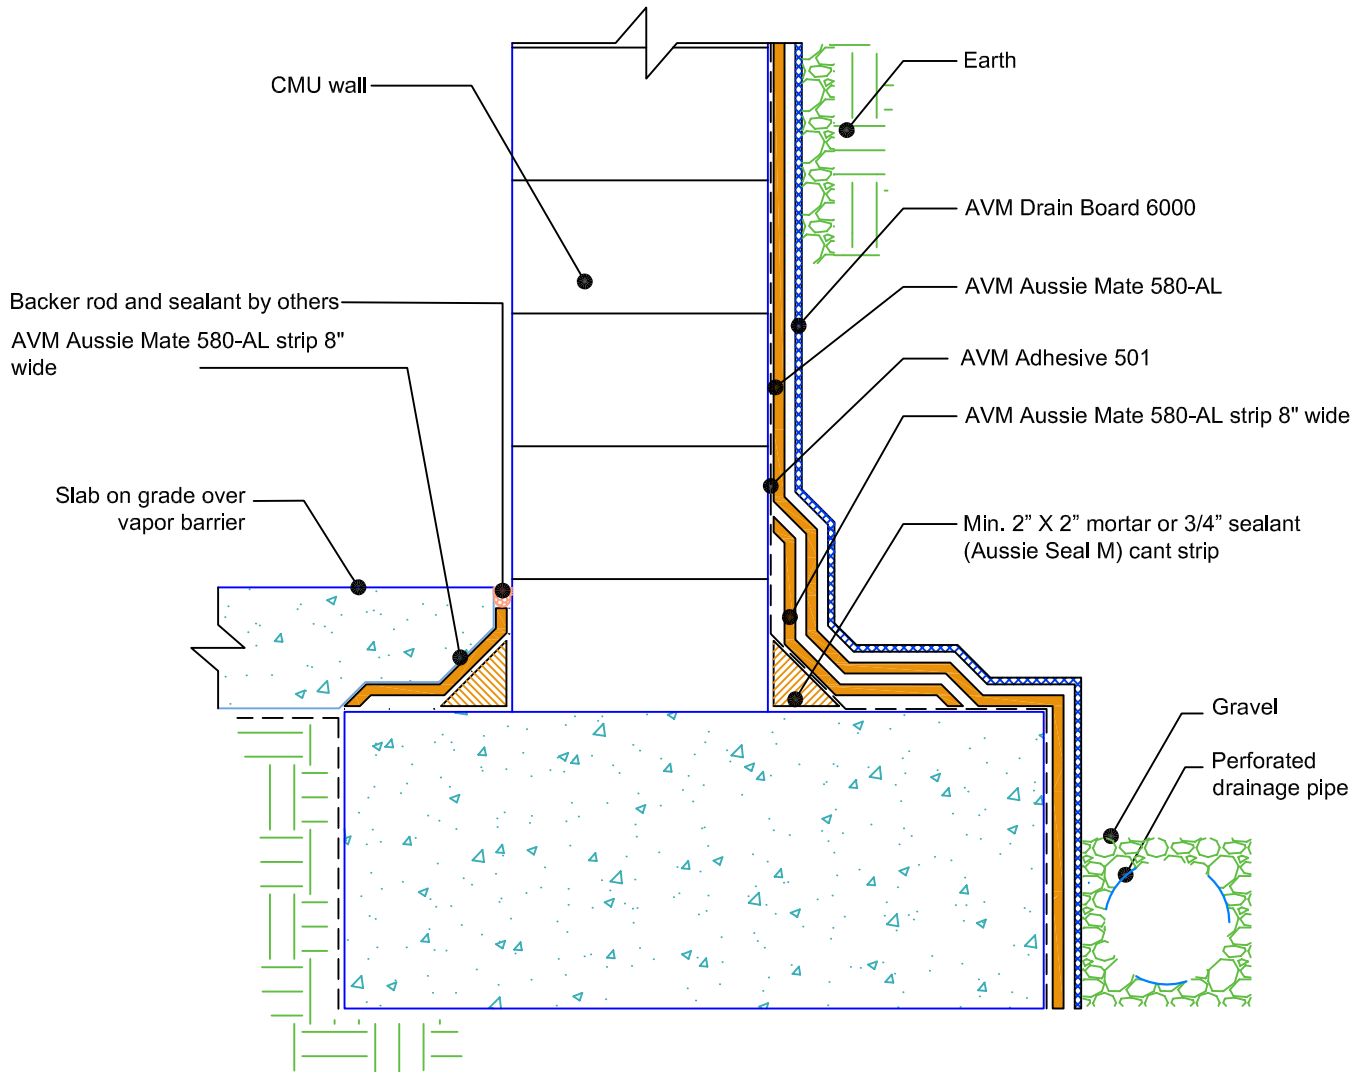 CMU wall
Backer rod and sealant by others
AVM Aussie Mate 580-AL strip 8"
wide
Slab on grade over
vapor barrier
Earth
AVM Drain Board 6000
AVM Aussie Mate 580-AL
AVM Adhesive 501
AVM Aussie Mate 580-AL strip 8" wide
Min. 2” X 2” mortar or 3/4” sealant
(Aussie Seal M) cant strip
Gravel
Perforated
drainage pipe